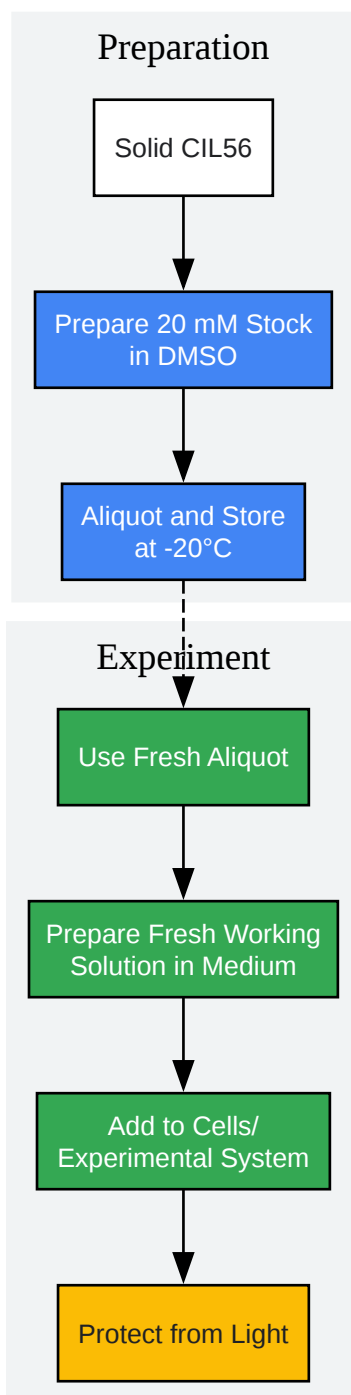 Preparation
Solid CIL56
Prepare 20 mM Stock
in DMSO
Aliquot and Store
at -20°C
Experiment
Use Fresh Aliquot
Prepare Fresh Working
Solution in Medium
Add to Cells/
Experimental System
Protect from Light